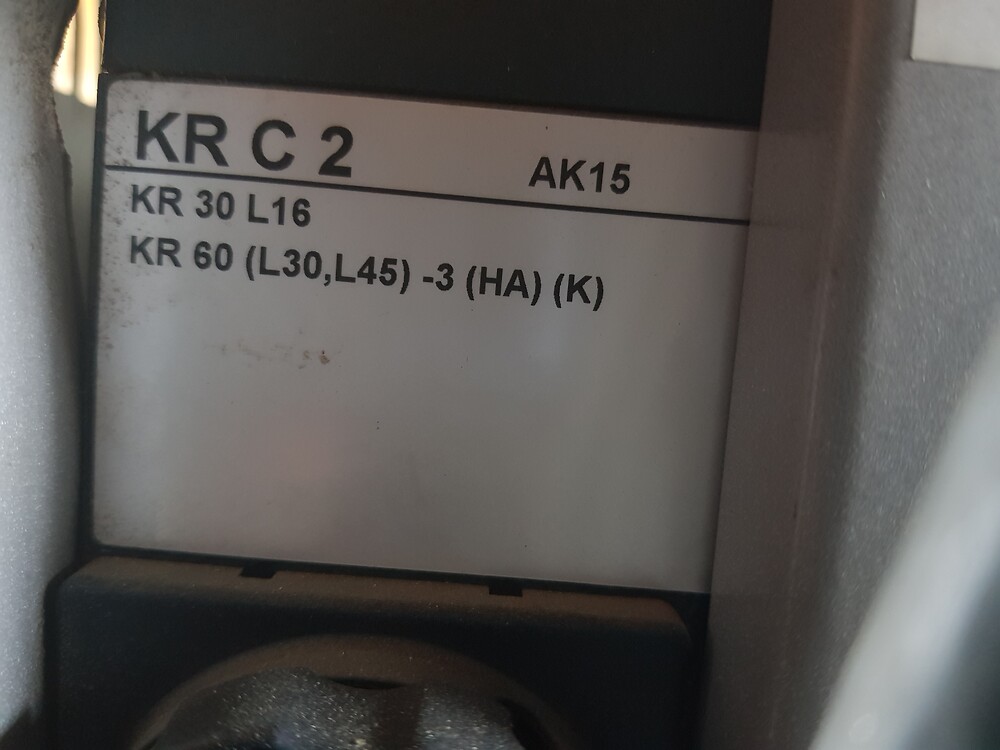 KR C 2 AK15
KR 30 L16
KR 60 (L30,L45) -3 (HA) (K)